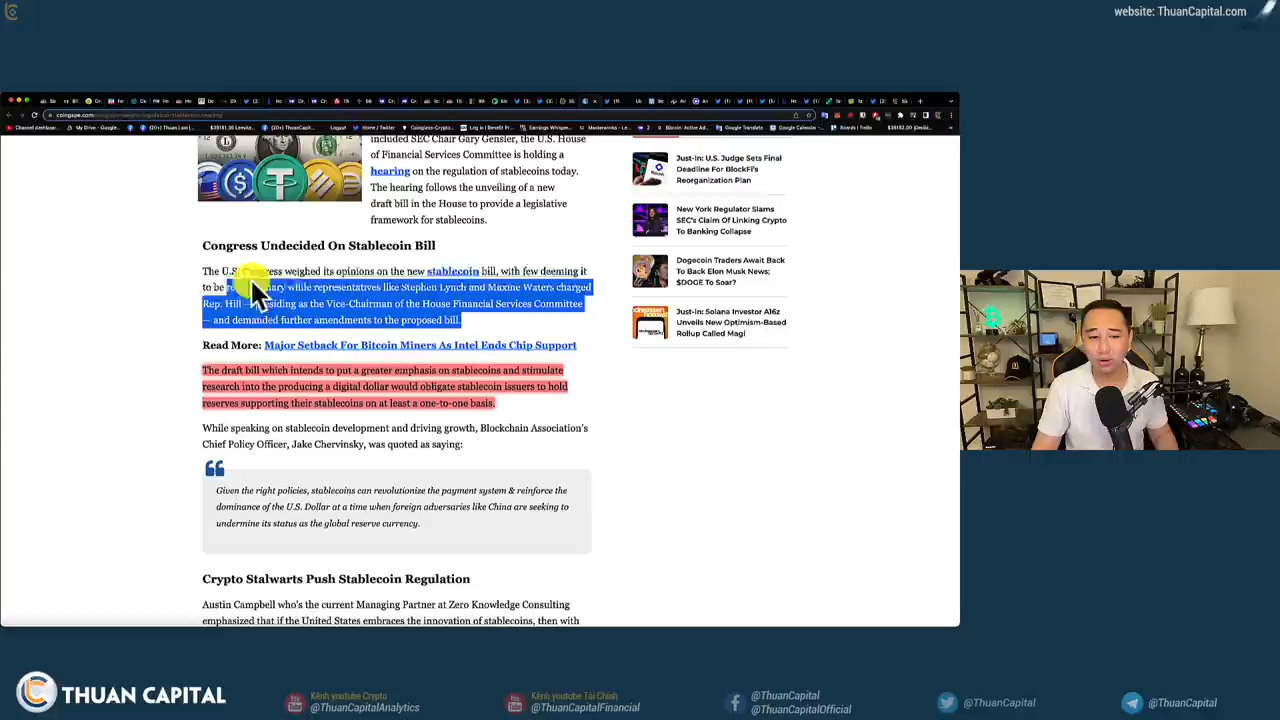 website: ThuanCapital.com
included SEC Chair Gary Gensler, the U.S. House
of Financial Services Committee is holding a
hearing on the regulation of stablecoins today.
The hearing follows the unveiling of a new
draft bill in the House to provide a legislative
framework for stablecoins.
Congress Undecided On Stablecoin Bill
The U.S. Congress weighed its opinions on the new stablecoin bill, with few deeming it
to be while representatives like Stephen Lynch and Maxine Waters charged
Rep. Hill — presiding as the Vice-Chairman of the House Financial Services Committee
— and demanded further amendments to the proposed bill.
Read More: Major Setback For Bitcoin Miners As Intel Ends Chip Support
The draft bill which intends to put a greater emphasis on stablecoins and stimulate
research into the producing a digital dollar would obligate stablecoin issuers to hold
reserves supporting their stablecoins on at least a one-to-one basis.
While speaking on stablecoin development and driving growth, Blockchain Association's
Chief Policy Officer, Jake Chervinsky, was quoted as saying:
Given the right policies, stablecoins can revolutionize the payment system & reinforce the
dominance of the U.S. Dollar at a time when foreign adversaries like China are seeking to
undermine its status as the global reserve currency.
Crypto Stalwarts Push Stablecoin Regulation
Austin Campbell who's the current Managing Partner at Zero Knowledge Consulting
emphasized that if the United States embraces the innovation of stablecoins, then with
Just-In: U.S. Judge Sets Final
Deadline For BlockFi's
Reorganization Plan
New York Regulator Slams
SEC's Claim Of Linking Crypto
To Banking Collapse
Dogecoin Traders Await Back
To Back Elon Musk News;
$DOGE To Soar?
Just-In: Solana Investor A16z
Unveils New Optimism-Based
Rollup Called Magi
THUAN CAPITAL
Kênh youtube Crypto
@ThuanCapitalAnalytics
Kênh youtube Tài Chính
@ThuanCapitalFinancial
@ThuanCapital
@ThuanCapitalOfficial
@ThuanCapital
@ThuanCapital